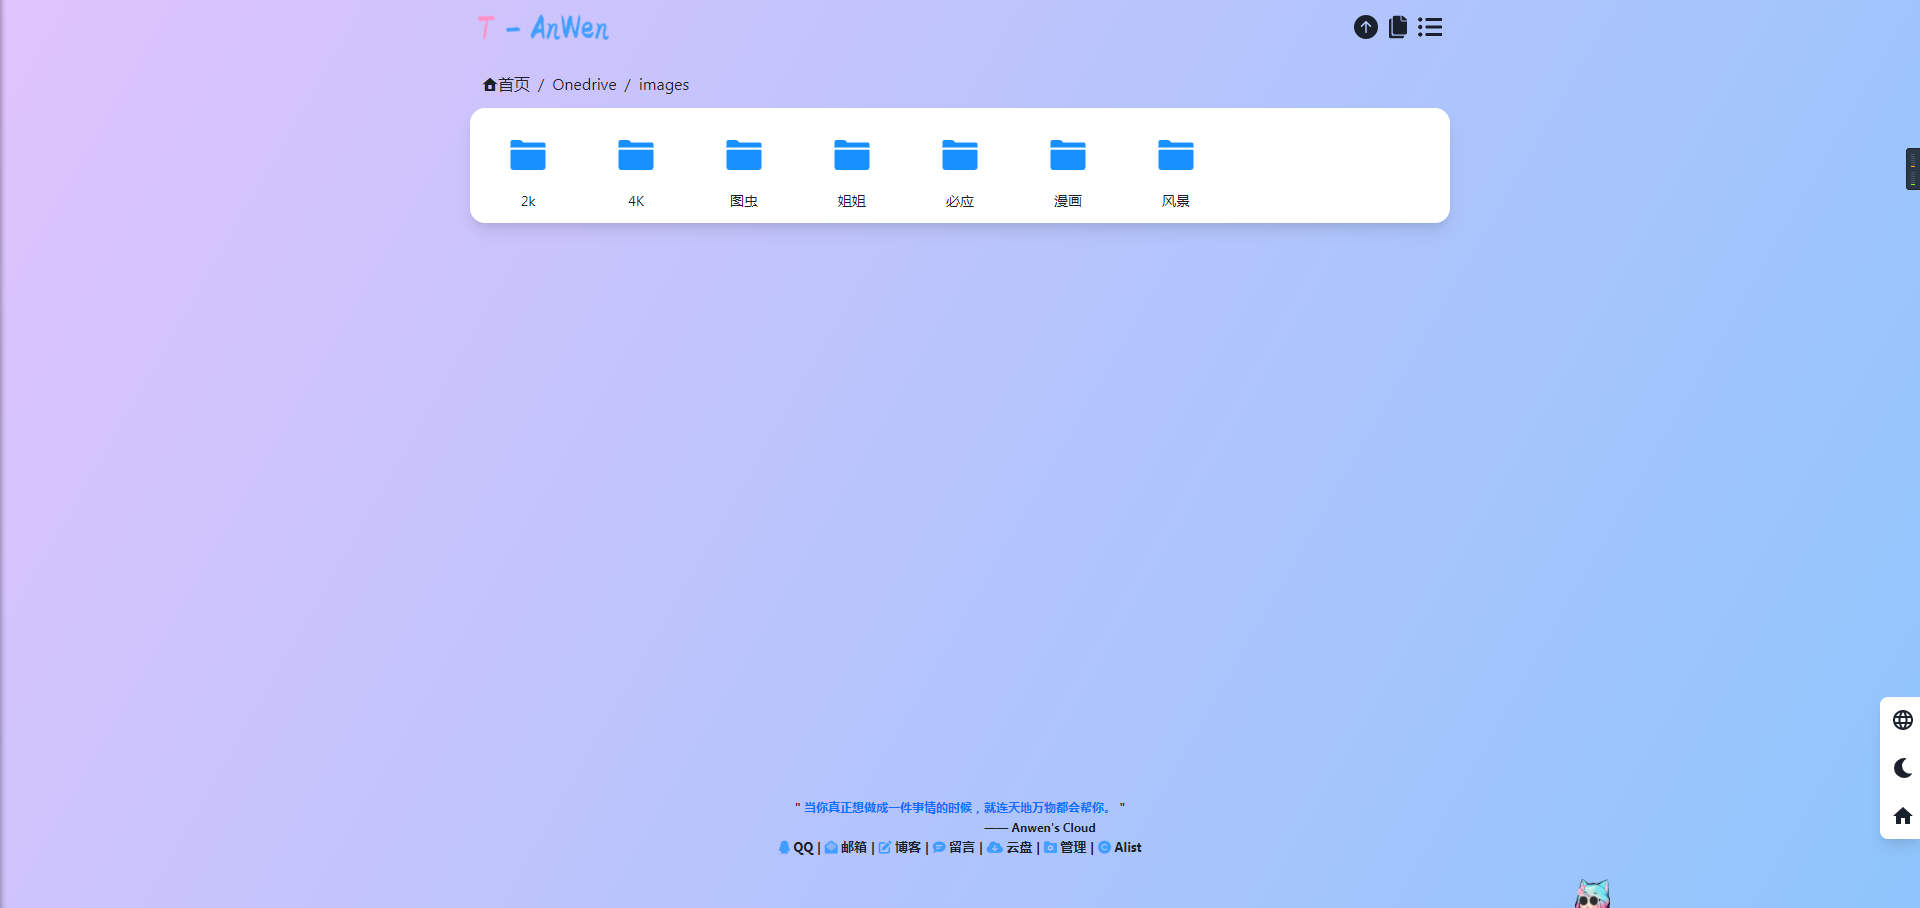 T - AnWen
首页 / Onedrive / images
2k
4K
图虫
姐姐
必应
漫画
风景
" 当你真正想做成一件事情的时候，就连天地万物都会帮你。 "
—— Anwen's Cloud
QQ | 邮箱 | 博客 | 留言 | 云盘 | 管理 | Alist